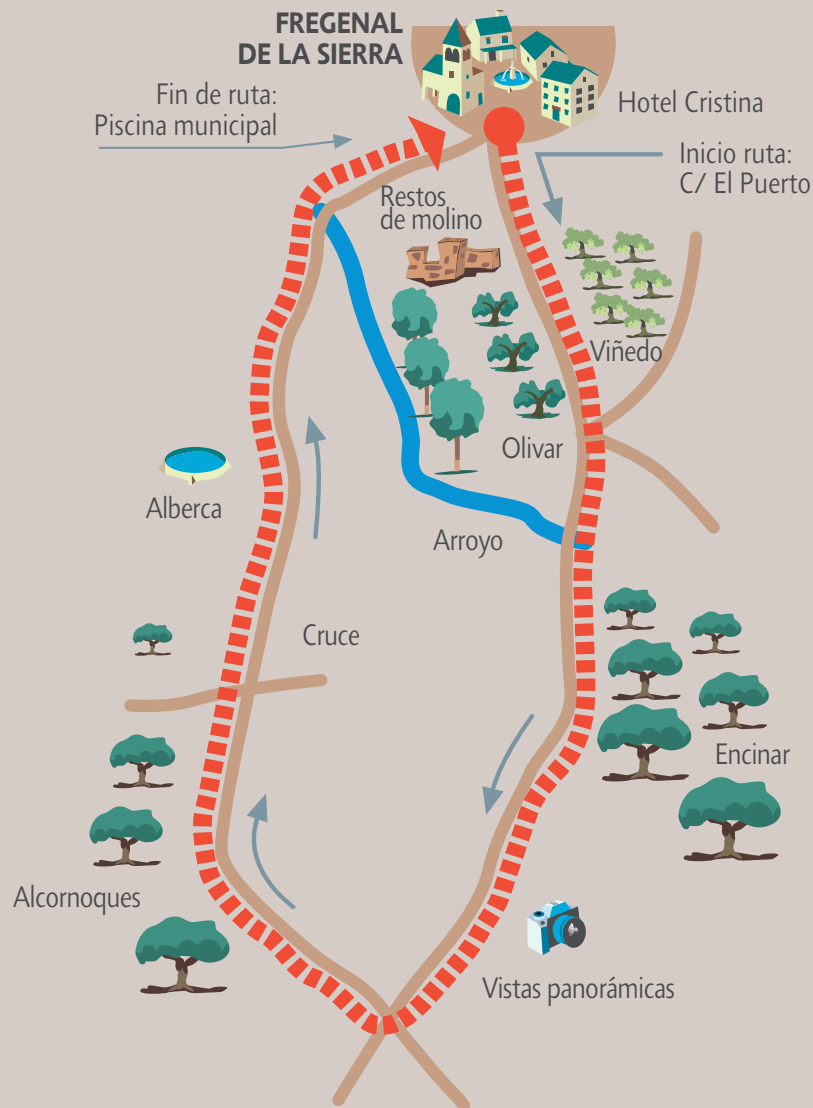 FREGENAL
DE LA SIERRA
Fin de ruta:
Piscina municipal
Hotel Cristina
Inicio ruta:
C/ El Puerto
Restos
de molino
Viñedo
Olivar
Alberca
Arroyo
Cruce
Encinar
Alcornoques
Vistas panorámicas